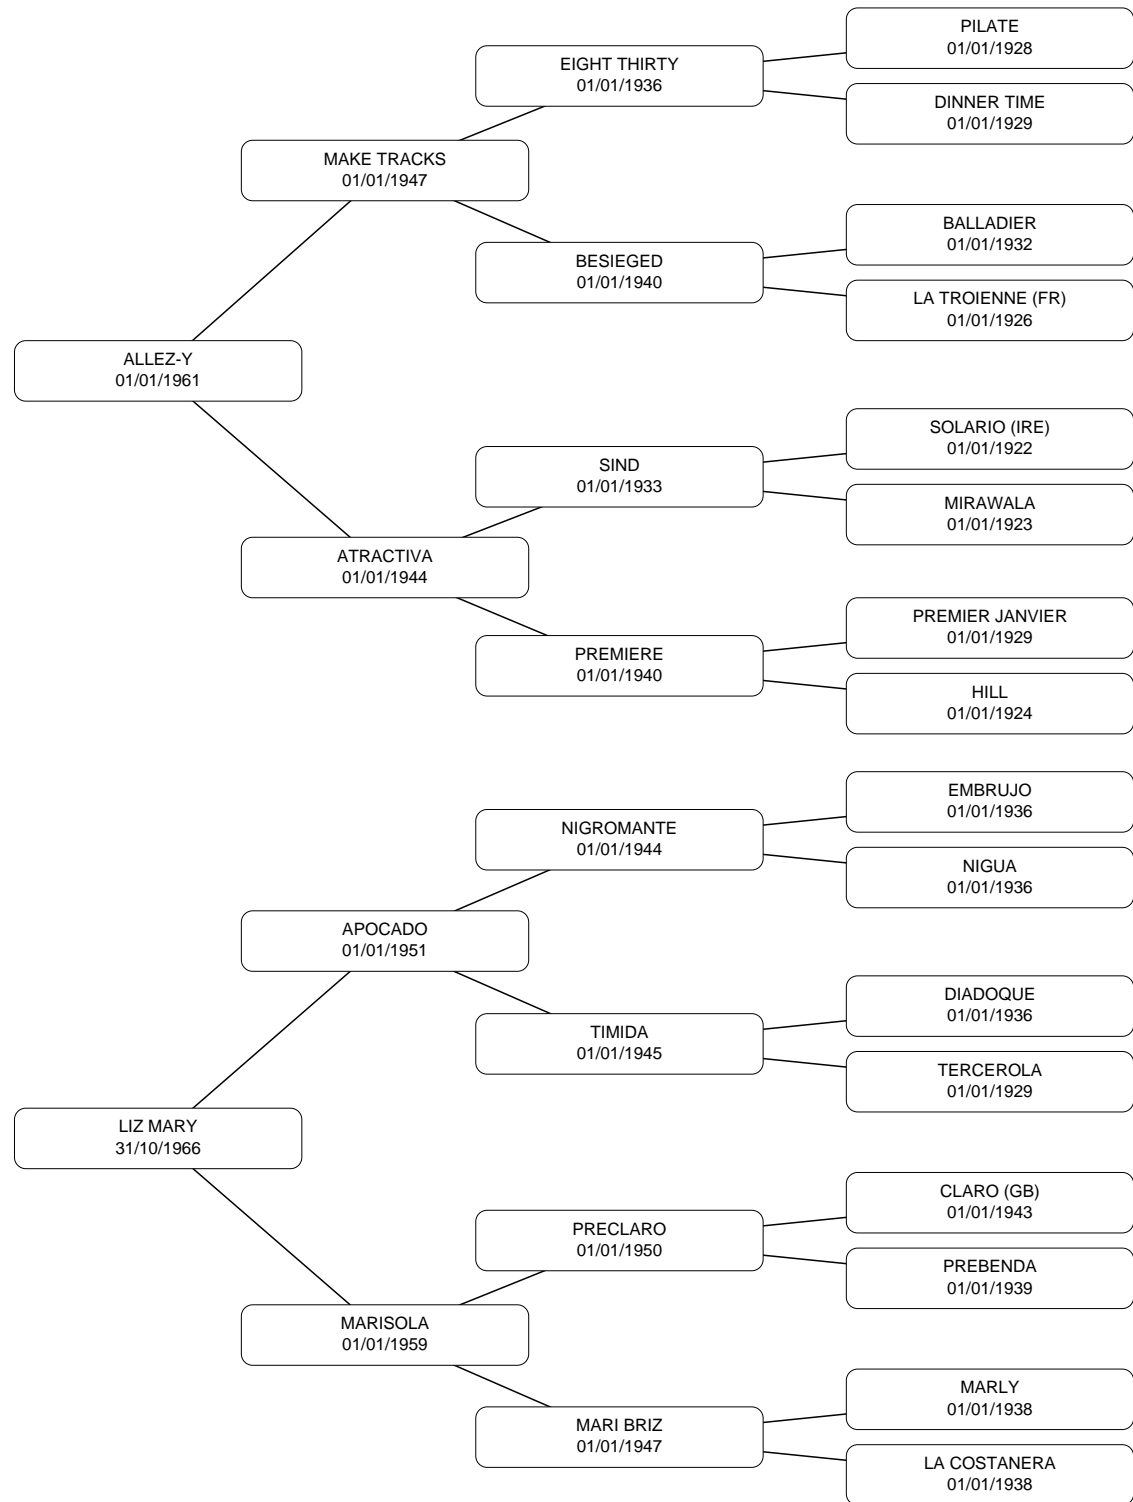 PILATE
01/01/1928
EIGHT THIRTY
01/01/1936
DINNER TIME
01/01/1929
MAKE TRACKS
01/01/1947
BALLADIER
01/01/1932
BESIEGED
01/01/1940
LA TROIENNE (FR)
01/01/1926
ALLEZ-Y
01/01/1961
SOLARIO (IRE)
01/01/1922
SIND
01/01/1933
MIRAWALA
01/01/1923
ATRACTIVA
01/01/1944
PREMIER JANVIER
01/01/1929
PREMIERE
01/01/1940
HILL
01/01/1924
EMBRUJO
01/01/1936
NIGROMANTE
01/01/1944
NIGUA
01/01/1936
APOCADO
01/01/1951
DIADOQUE
01/01/1936
TIMIDA
01/01/1945
TERCEROLA
01/01/1929
LIZ MARY
31/10/1966
CLARO (GB)
01/01/1943
PRECLARO
01/01/1950
PREBENDA
01/01/1939
MARISOLA
01/01/1959
MARLY
01/01/1938
MARI BRIZ
01/01/1947
LA COSTANERA
01/01/1938